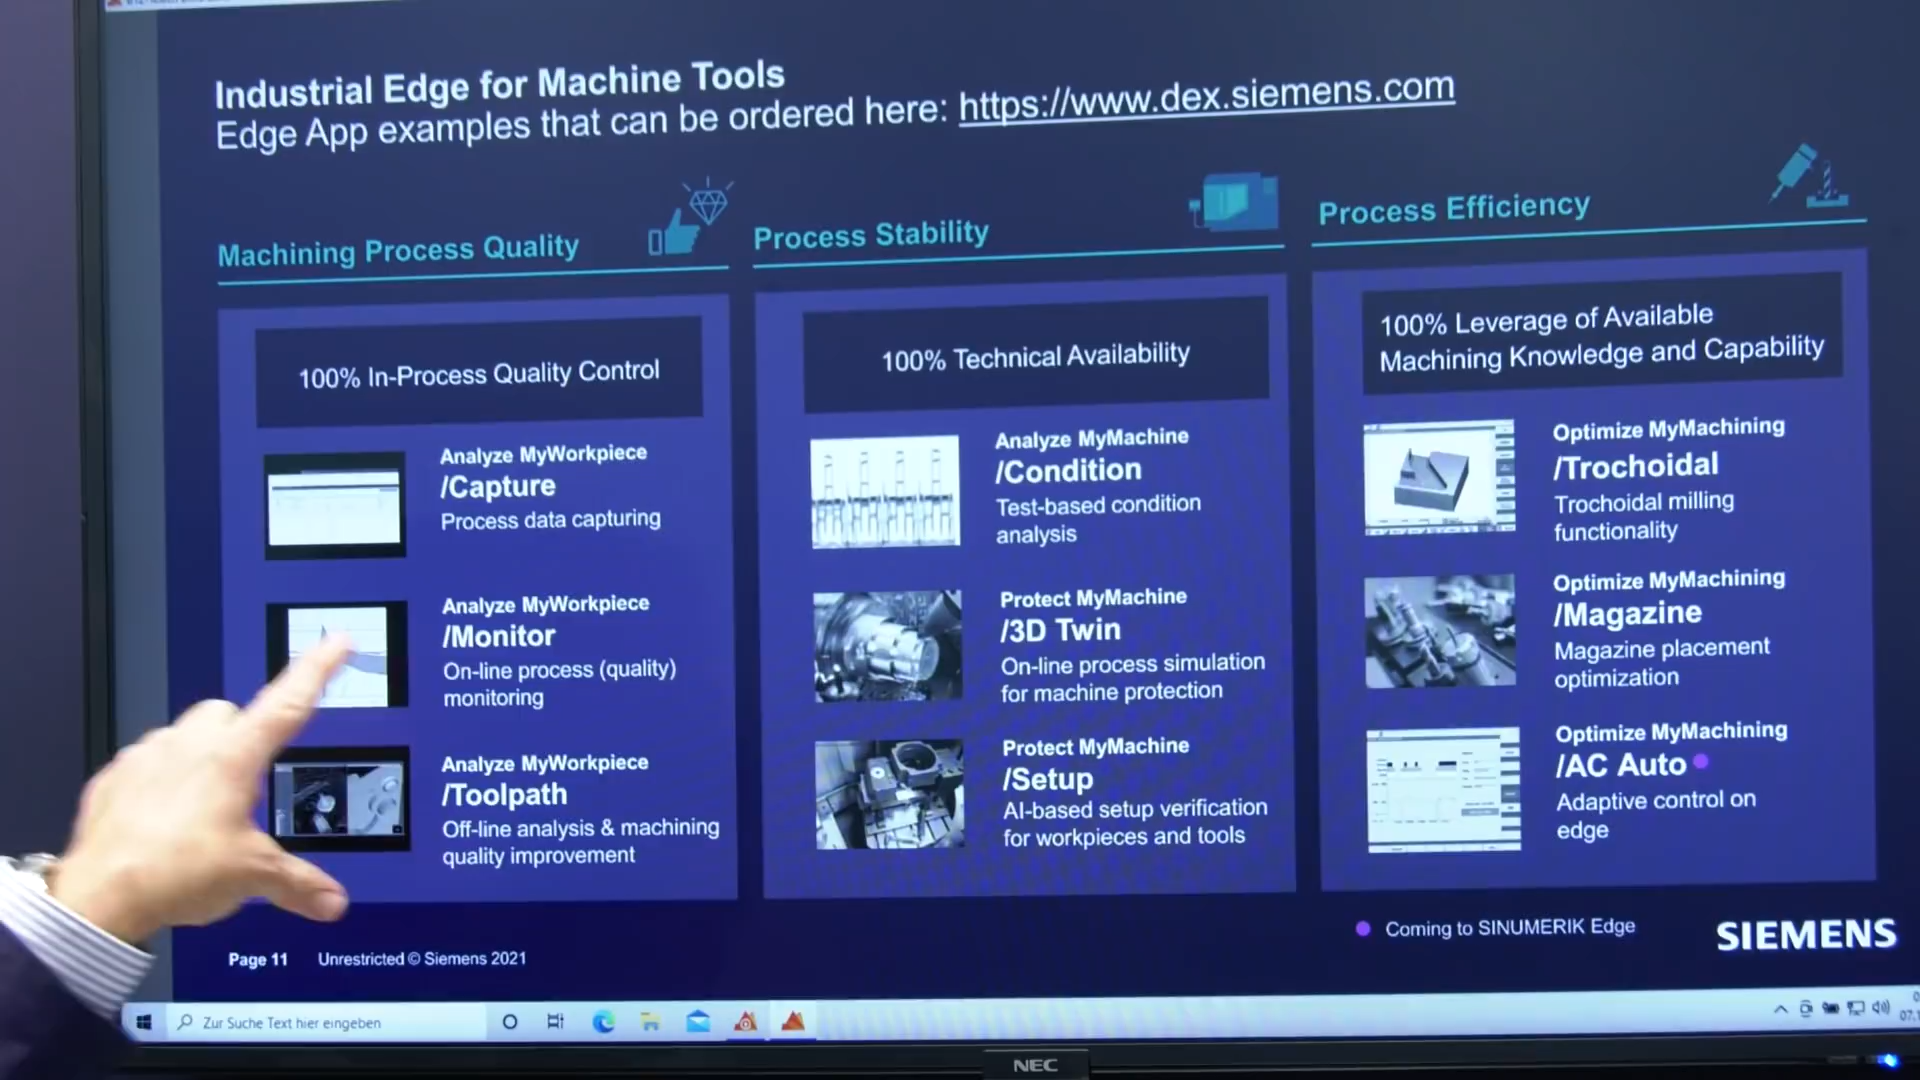 Industrial Edge for Machine Tools
Edge App examples that can be ordered here: https://www.dex.siemens.com
Machining Process Quality
100% In-Process Quality Control
Analyze MyWorkpiece
/Capture
Process data capturing
Analyze MyWorkpiece
/Monitor
On-line process (quality)
monitoring
Analyze MyWorkpiece
/Toolpath
Off-line analysis & machining
quality improvement
Process Stability
100% Technical Availability
Analyze MyMachine
/Condition
Test-based condition
analysis
Protect MyMachine
/3D Twin
On-line process simulation
for machine protection
Protect MyMachine
/Setup
AI-based setup verification
for workpieces and tools
Process Efficiency
100% Leverage of Available
Machining Knowledge and Capability
Optimize MyMachining
/Trochoidal
Trochoidal milling
functionality
Optimize MyMachining
/Magazine
Magazine placement
optimization
Optimize MyMachining
/AC Auto
Adaptive control on
edge
Coming to SINUMERIK Edge
SIEMENS
Page 11 Unrestricted © Siemens 2021
Zur Suche Text hier eingeben
NEC